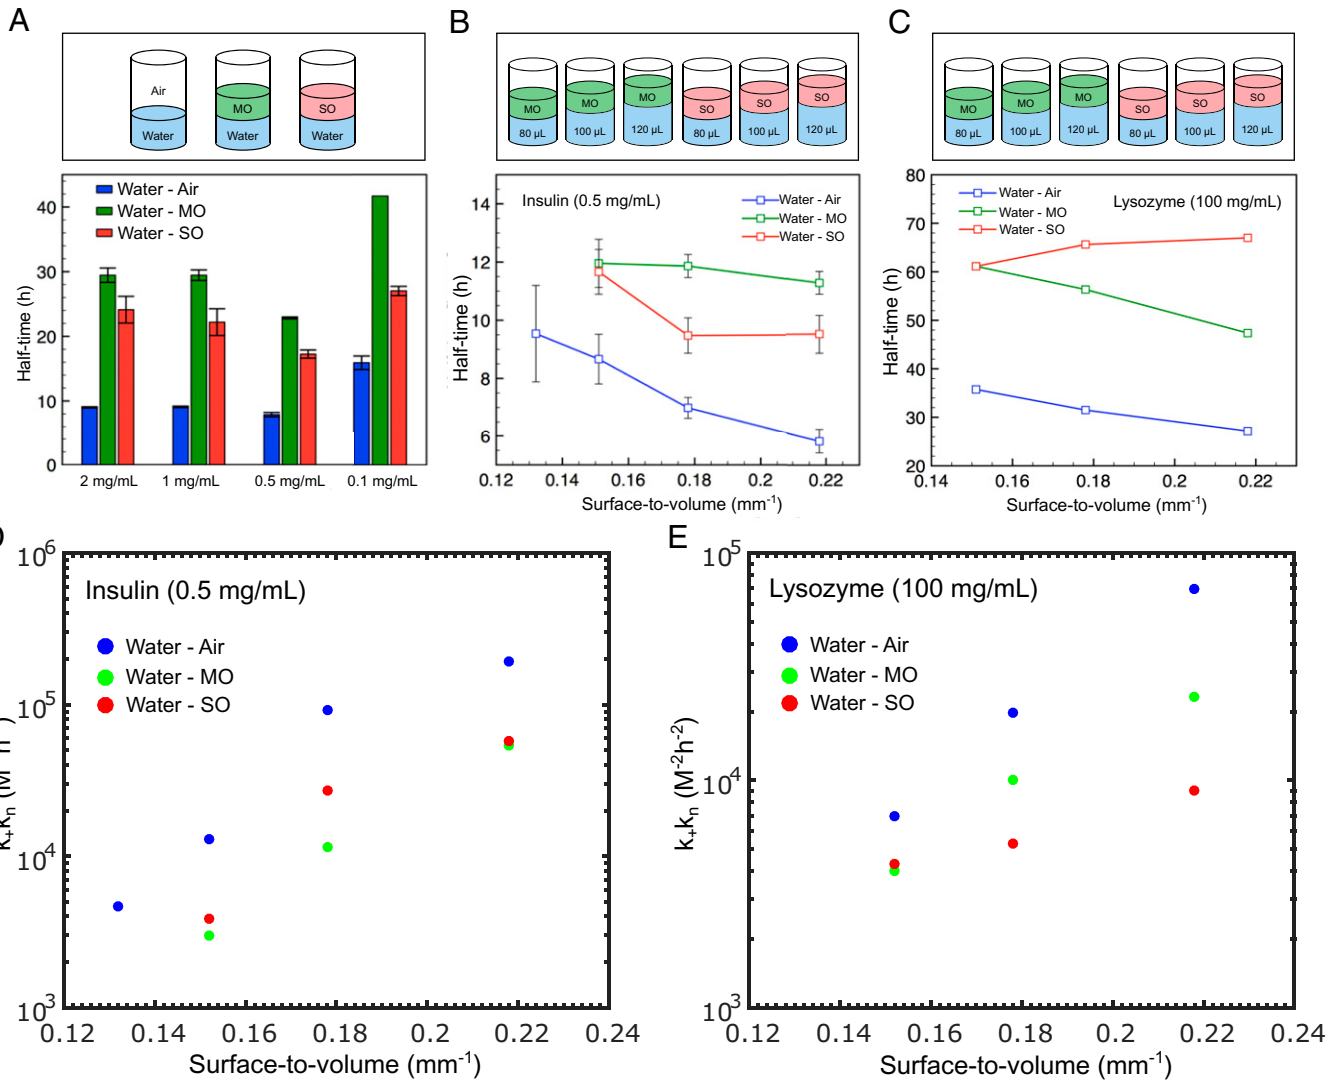 A
Air
MO
SO
Water
Water
Water
Water - Air
Water - MO
Water - SO
Half-time (h)
40
30
20
10
0
2 mg/mL
1 mg/mL
0.5 mg/mL
0.1 mg/mL
B
MO
MO
MO
SO
SO
SO
80 µL
100 µL
120 µL
80 µL
100 µL
120 µL
Insulin (0.5 mg/mL)
Water - Air
Water - MO
Water - SO
Half-time (h)
14
12
10
8
6
0.12
0.14
0.16
0.18
0.20
0.22
Surface-to-volume (mm⁻¹)
C
MO
MO
MO
SO
SO
SO
80 µL
100 µL
120 µL
80 µL
100 µL
120 µL
Water - Air
Water - MO
Water - SO
Lysozyme (100 mg/mL)
Half-time (h)
80
70
60
50
40
30
20
0.14
0.16
0.18
0.2
0.22
Surface-to-volume (mm⁻¹)
Insulin (0.5 mg/mL)
Water - Air
Water - MO
Water - SO
10⁶
10⁵
10⁴
10³
0.12
0.14
0.16
0.18
0.2
0.22
0.24
Surface-to-volume (mm⁻¹)
E
Lysozyme (100 mg/mL)
Water - Air
Water - MO
Water - SO
k₊kₙ (M⁻²h⁻²)
10⁵
10⁴
10³
0.12
0.14
0.16
0.18
0.2
0.22
0.24
Surface-to-volume (mm⁻¹)